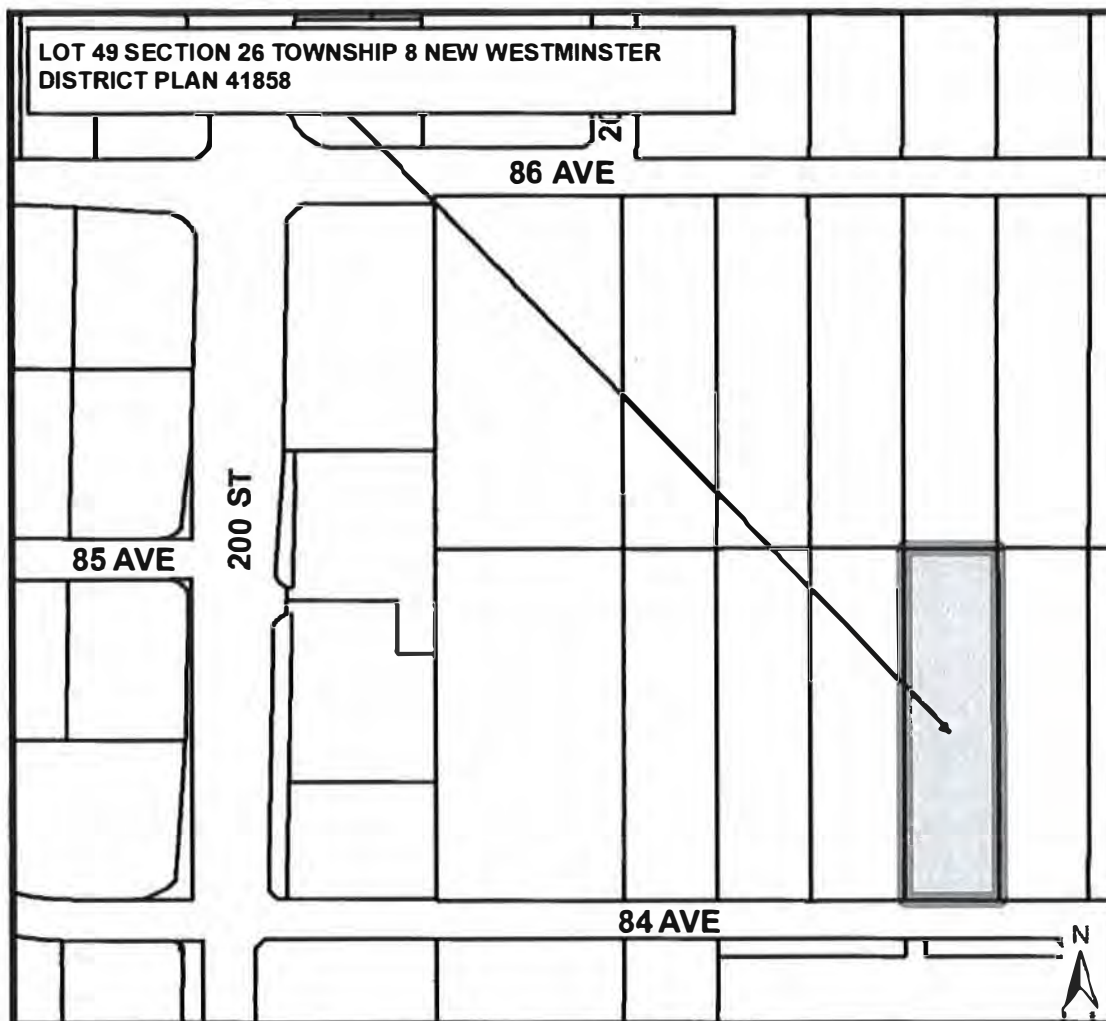 LOT 49 SECTION 26 TOWNSHIP 8 NEW WESTMINSTER
DISTRICT PLAN 41858
86 AVE
200 ST
85 AVE
84 AVE
N